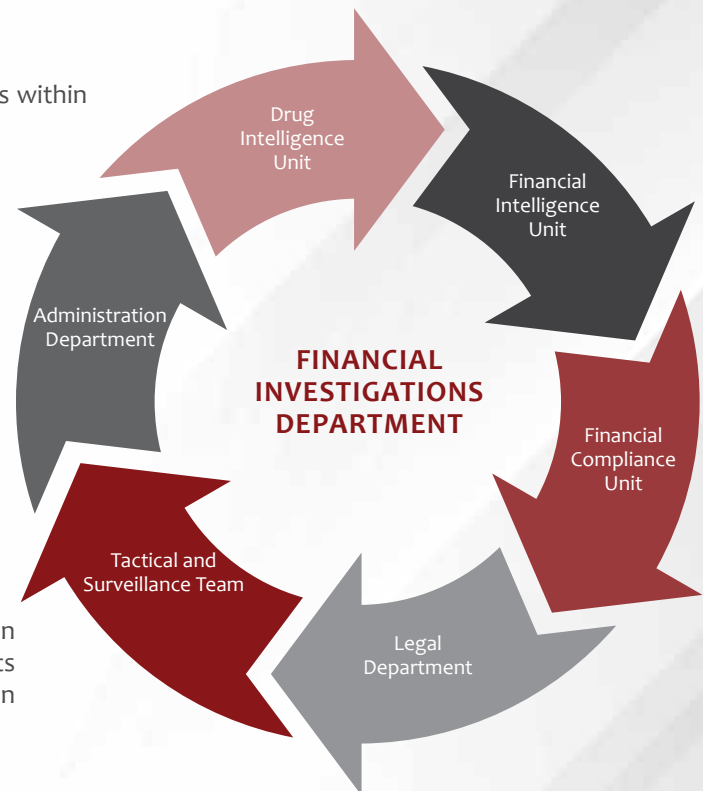 s within
Drug
Intelligence
Unit
Financial
Intelligence
Unit
Administration
Department
FINANCIAL
INVESTIGATIONS
DEPARTMENT
Financial
Compliance
Unit
Tactical and
Surveillance Team
Legal
Department
n
ts
n